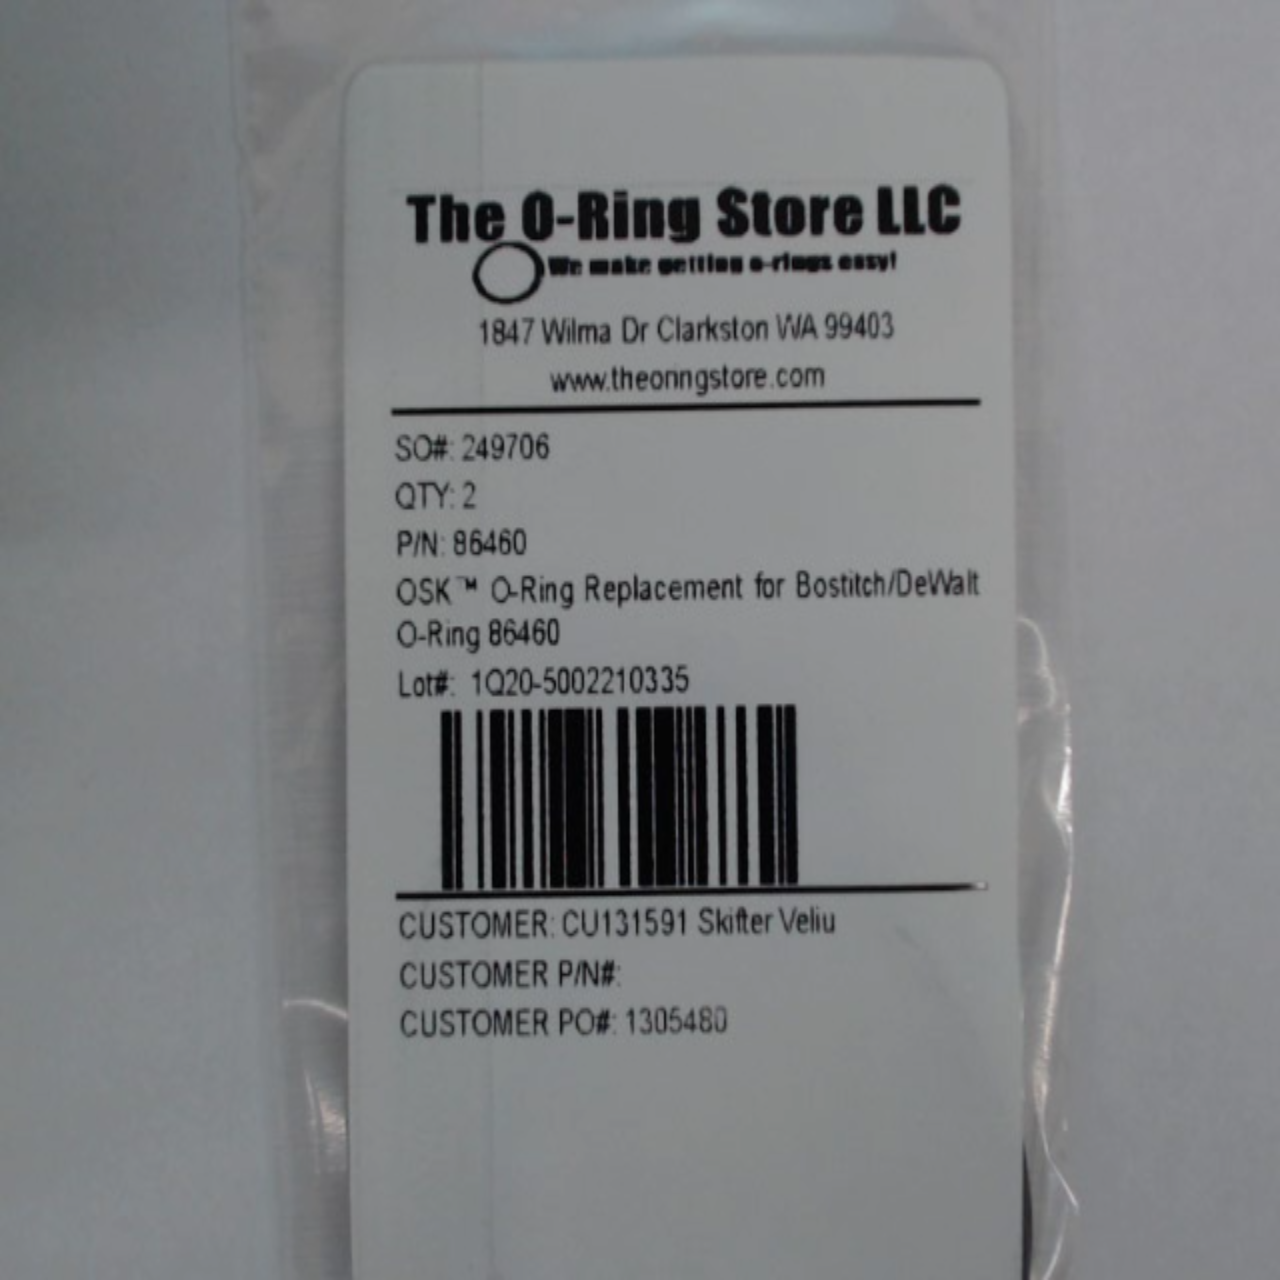 The O-Ring Store LLC
We make getting o-rings easy!
1847 Wilma Dr Clarkston WA 99403
www.theoringstore.com
SO#: 249706
QTY: 2
P/N: 86460
OSK™ O-Ring Replacement for Bostitch/DeWalt
O-Ring 86460
Lot#: 1Q20-5002210335
CUSTOMER: CU131591 Skifter Veliu
CUSTOMER P/N#:
CUSTOMER PO#: 1305480